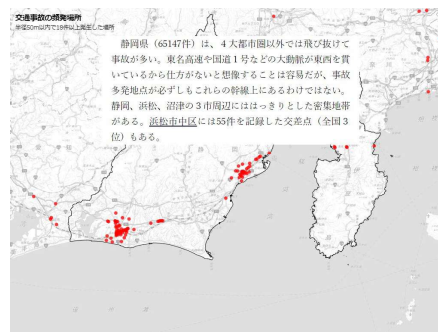 交通事故の頻発場所
半径50m以内で19件以上発生した場所
静岡県（65147件）は、４大都市圏以外では飛び抜けて
事故が多い。東名高速や国道１号などの大動脈が東西を貫
いているから仕方がないと想像することは容易だが、事故
多発地点が必ずしもこれらの幹線上にあるわけではない。
静岡、浜松、沼津の３市周辺にははっきりとした密集地帯
がある。浜松市中区には55件を記録した交差点（全国３
位）もある。